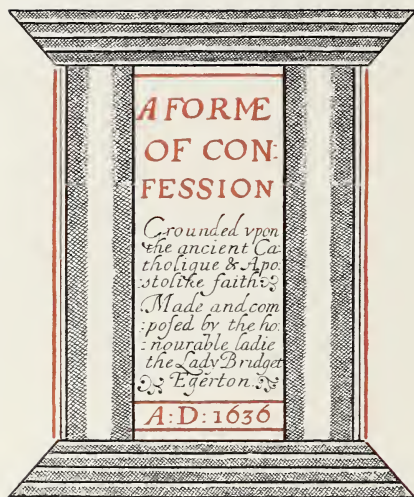 A FORME
OF CON:
FESSION
Grounded vpon
the ancient Ca:
tholique & Apo:
:stolike faith
Made and com
:posed by the ho:
:nourable ladie
the Lady Bridget
Egerton.
A:D:1636